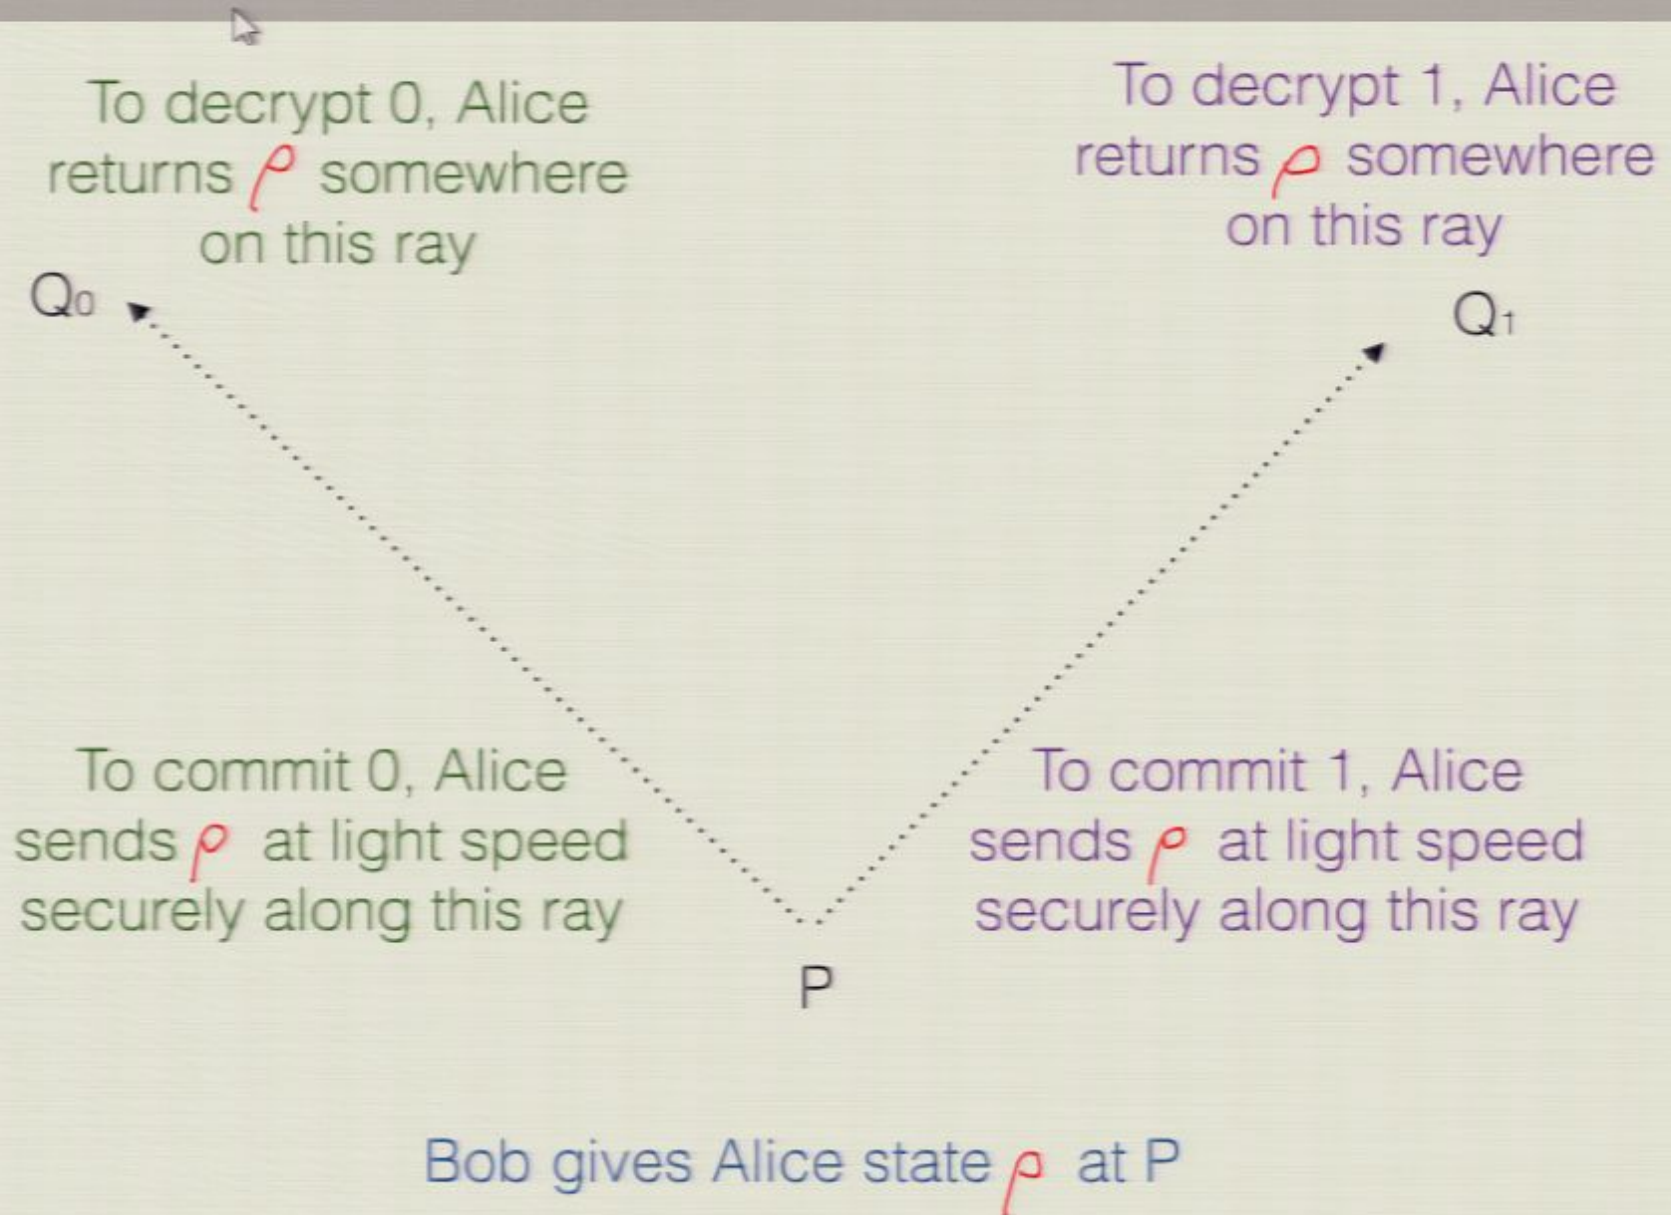 To decrypt 0, Alice
returns ρ somewhere
on this ray
To decrypt 1, Alice
returns ρ somewhere
on this ray
Q₀
Q₁
To commit 0, Alice
sends ρ at light speed
securely along this ray
To commit 1, Alice
sends ρ at light speed
securely along this ray
P
Bob gives Alice state ρ at P